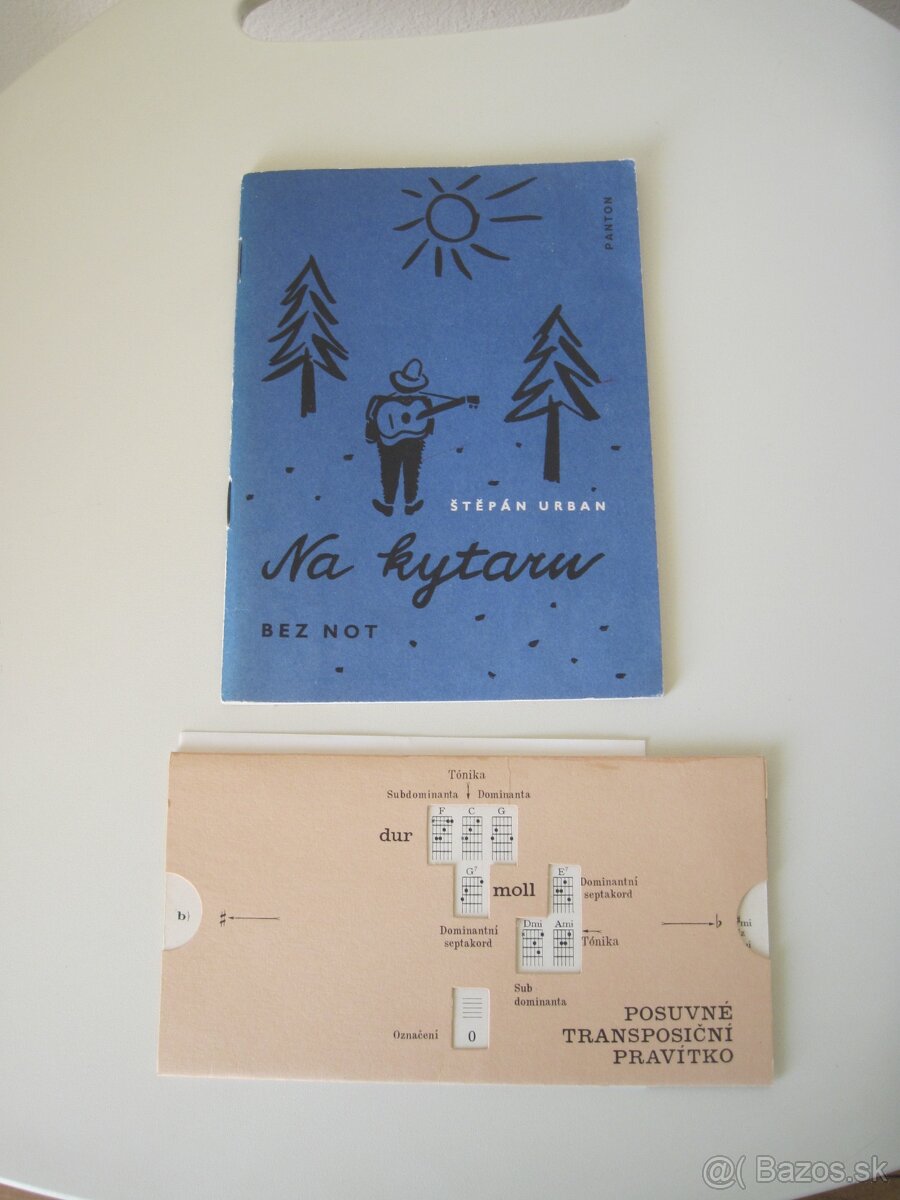 PANTON
ŠTĚPÁN URBAN
Na kytaru
BEZ NOT
Tónika
Subdominanta Dominanta
F C G
dur
G7 moll E7 Dominantní
septakord
b) ♯ ♭ ♯mi
Dominantní
septakord
Dmi Ami
Tónika
Sub
dominanta
Označení 0
POSUVNÉ
TRANSPOSIČNÍ
PRAVÍTKO
@( Bazos.sk